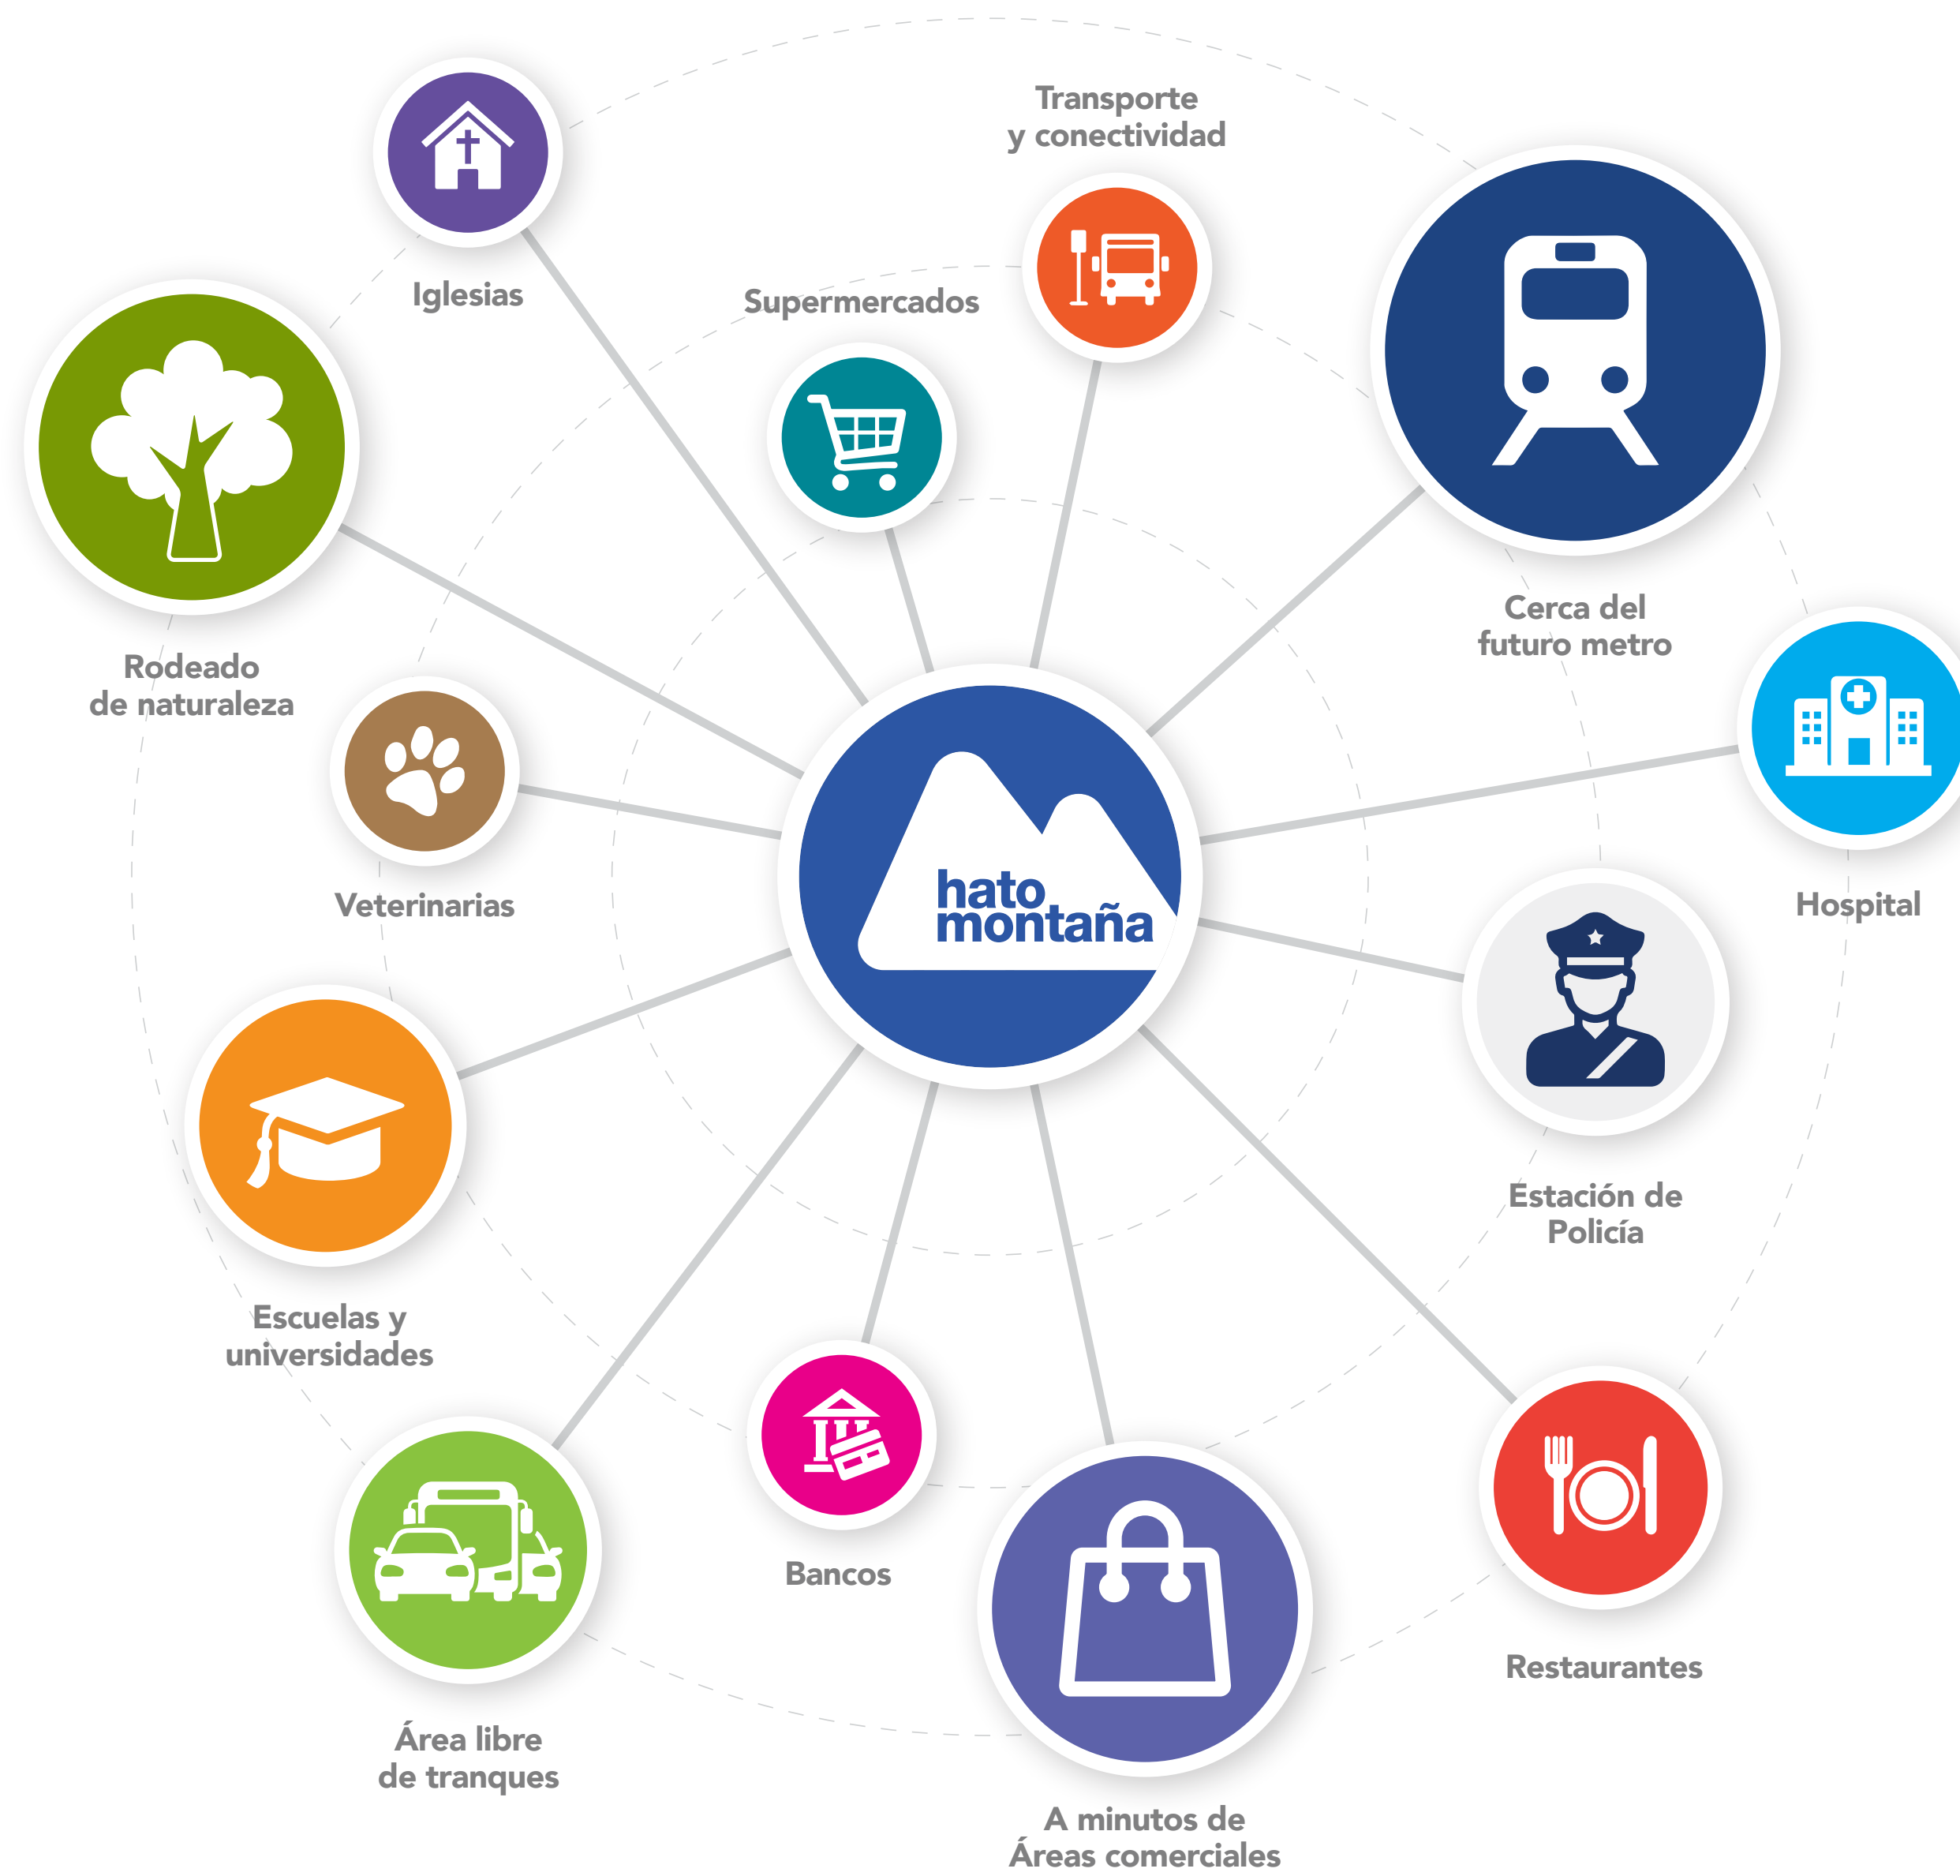 Transporte
y conectividad
Iglesias
Supermercados
Cerca del
futuro metro
Rodeado
de naturaleza
Veterinarias
hato
montaña
Hospital
Estación de
Policía
Escuelas y
universidades
Bancos
Restaurantes
Área libre
de tranques
A minutos de
Áreas comerciales